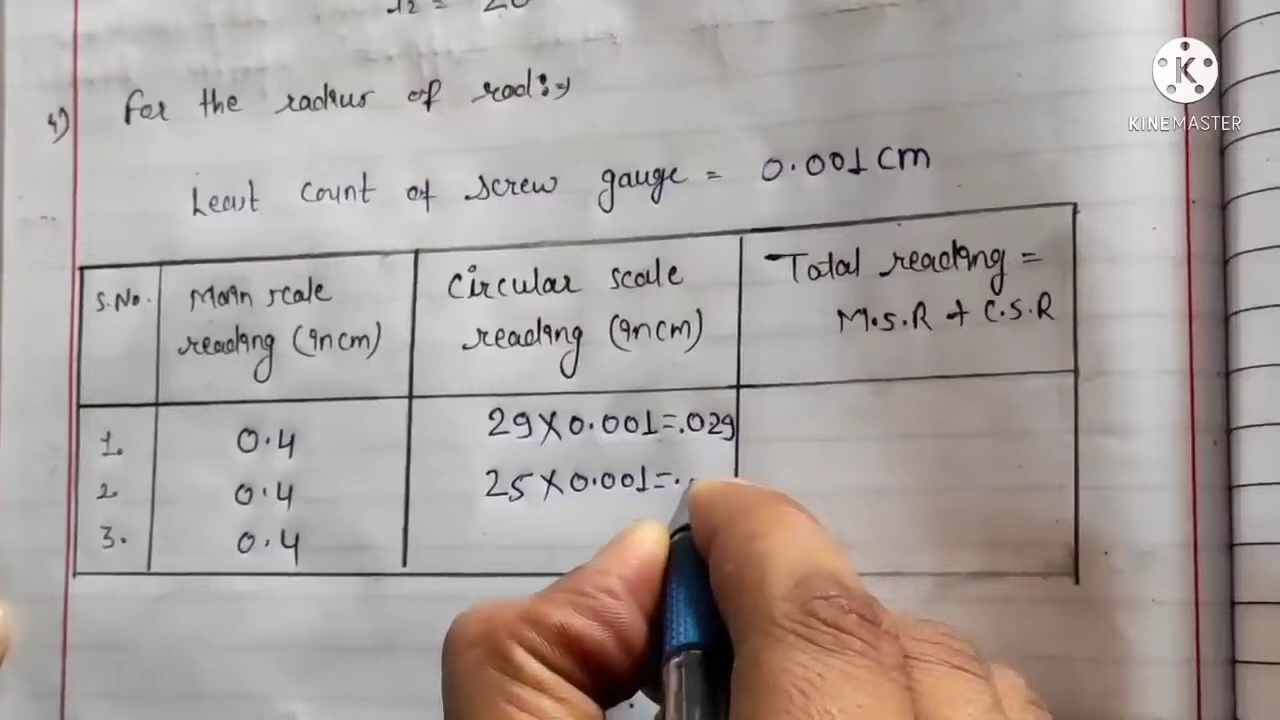 4) For the radius of rod:→
Least count of screw gauge = 0.001 cm
S.No.
Main scale
reading (in cm)
Circular scale
reading (in cm)
Total reading =
M.S.R + C.S.R
1. 0.4 29 X 0.001 = .029
2. 0.4 25 X 0.001 = .
3. 0.4
KINEMASTER